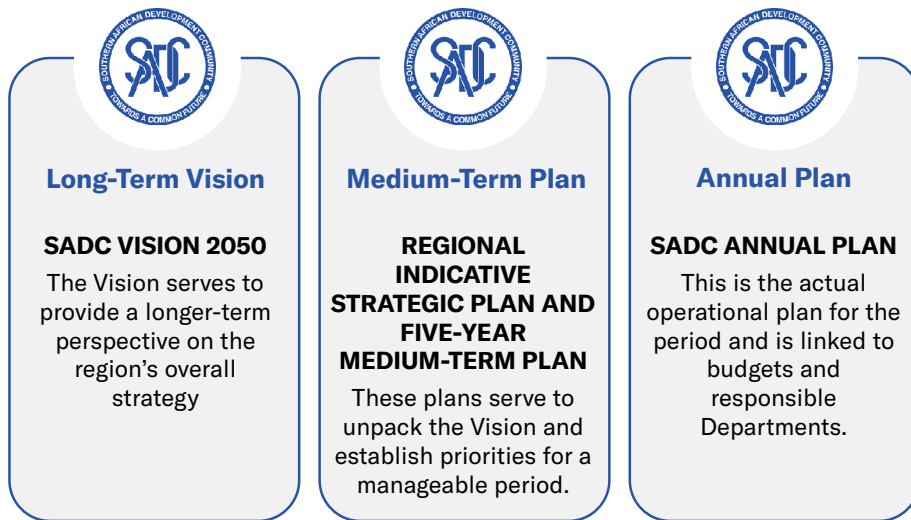 SOUTHERN AFRICAN DEVELOPMENT COMMUNITY
SADC
TOWARDS A COMMON FUTURE
Long-Term Vision
SADC VISION 2050
The Vision serves to
provide a longer-term
perspective on the
region’s overall
strategy
SOUTHERN AFRICAN DEVELOPMENT COMMUNITY
SADC
TOWARDS A COMMON FUTURE
Medium-Term Plan
REGIONAL
INDICATIVE
STRATEGIC PLAN AND
FIVE-YEAR
MEDIUM-TERM PLAN
These plans serve to
unpack the Vision and
establish priorities for a
manageable period.
SOUTHERN AFRICAN DEVELOPMENT COMMUNITY
SADC
TOWARDS A COMMON FUTURE
Annual Plan
SADC ANNUAL PLAN
This is the actual
operational plan for the
period and is linked to
budgets and
responsible
Departments.